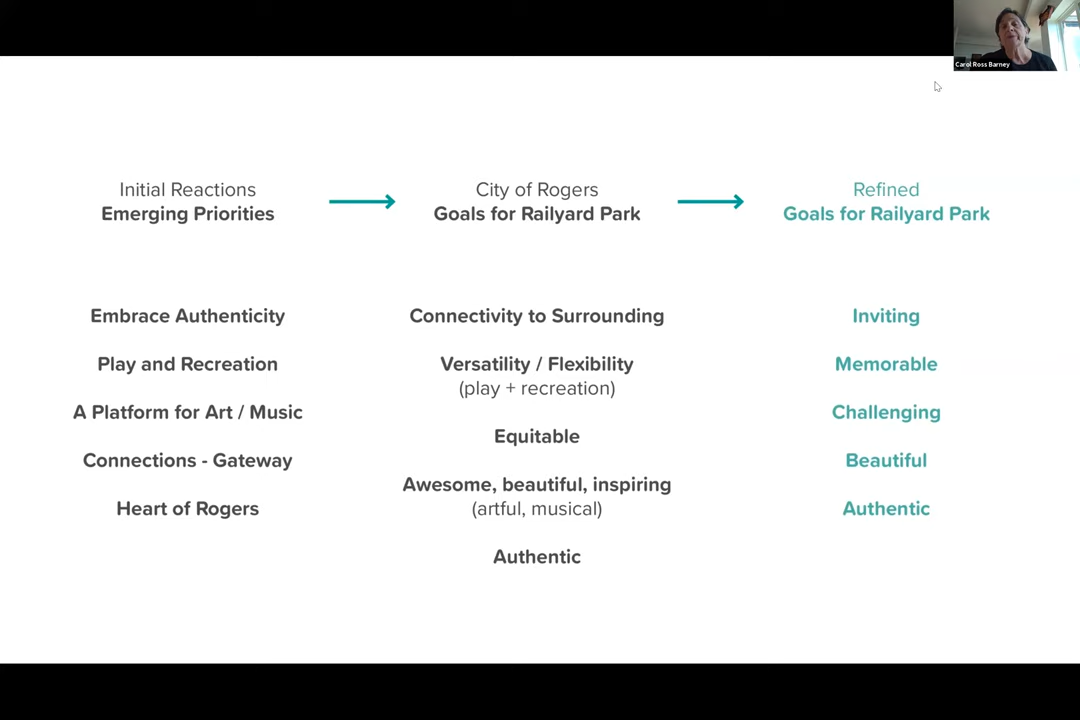 Carol Ross Barney
Initial Reactions
Emerging Priorities
City of Rogers
Goals for Railyard Park
Refined
Goals for Railyard Park
Embrace Authenticity
Play and Recreation
A Platform for Art / Music
Connections - Gateway
Heart of Rogers
Connectivity to Surrounding
Versatility / Flexibility
(play + recreation)
Equitable
Awesome, beautiful, inspiring
(artful, musical)
Authentic
Inviting
Memorable
Challenging
Beautiful
Authentic